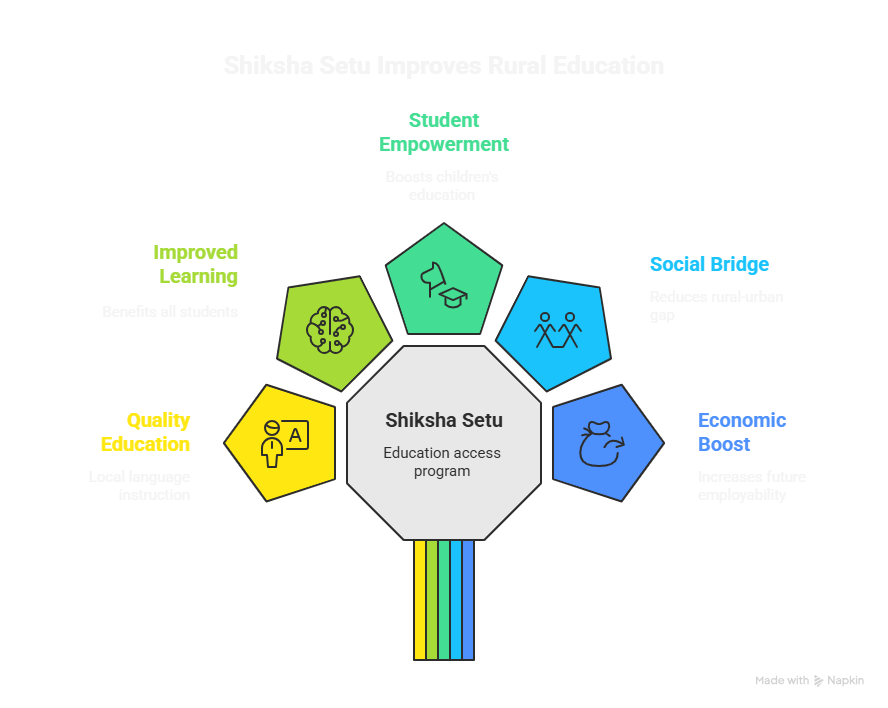 Shiksha Setu Improves Rural Education
Student
Empowerment
Boosts children's
education
Improved
Learning
Benefits all students
Social Bridge
Reduces rural-urban
gap
Quality
Education
Local language
instruction
A
Shiksha Setu
Education access
program
Economic
Boost
Increases future
employability
Made with Napkin